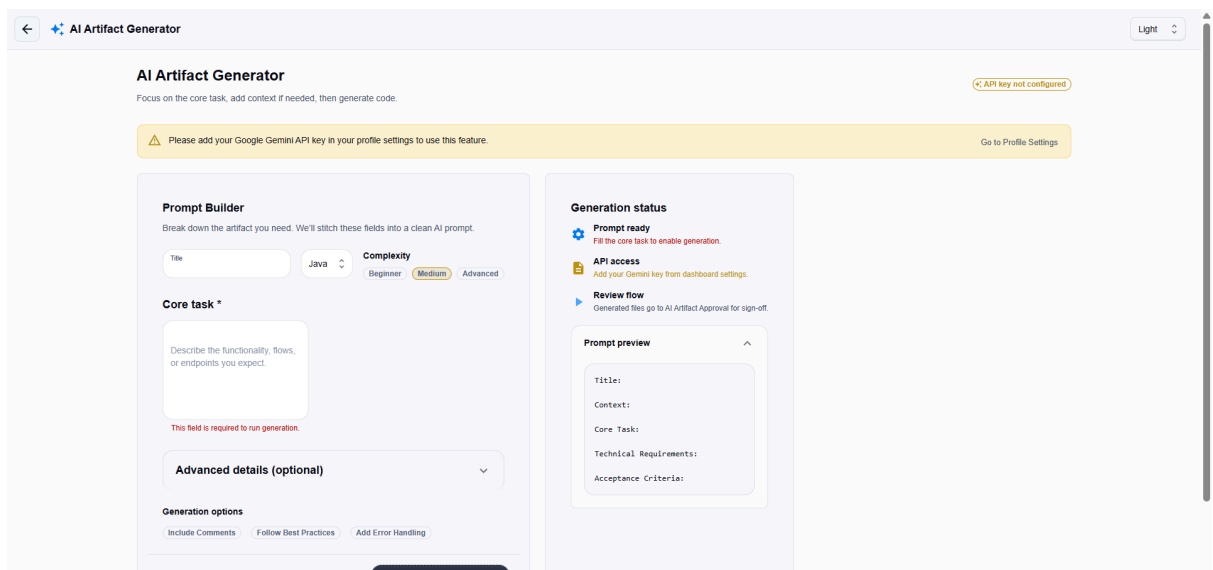 AI Artifact Generator
Light
AI Artifact Generator
Focus on the core task, add context if needed, then generate code.
API key not configured
Please add your Google Gemini API key in your profile settings to use this feature.
Go to Profile Settings
Prompt Builder
Break down the artifact you need. We'll stitch these fields into a clean AI prompt.
Title
Java
Complexity
Beginner
Medium
Advanced
Core task *
Describe the functionality, flows,
or endpoints you expect.
This field is required to run generation.
Advanced details (optional)
Generation options
Include Comments
Follow Best Practices
Add Error Handling
Generation status
Prompt ready
Fill the core task to enable generation.
API access
Add your Gemini key from dashboard settings.
Review flow
Generated files go to AI Artifact Approval for sign-off.
Prompt preview
Title:
Context:
Core Task:
Technical Requirements:
Acceptance Criteria: